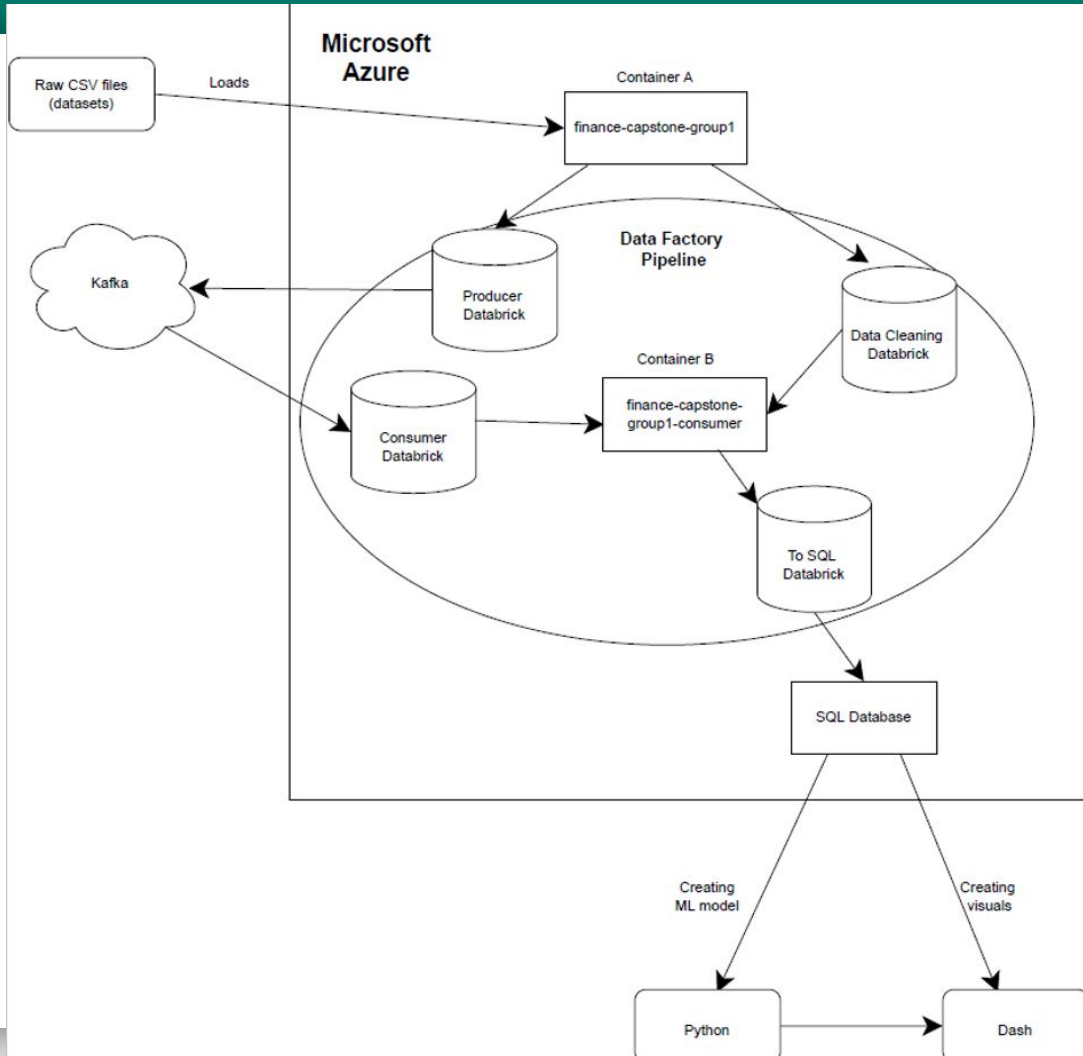 Microsoft
Azure
Raw CSV files
(datasets)
Loads
Container A
finance-capstone-group1
Data Factory
Pipeline
Kafka
Producer
Databrick
Data Cleaning
Databrick
Container B
finance-capstone-
group1-consumer
Consumer
Databrick
To SQL
Databrick
SQL Database
Creating
ML model
Creating
visuals
Python
Dash